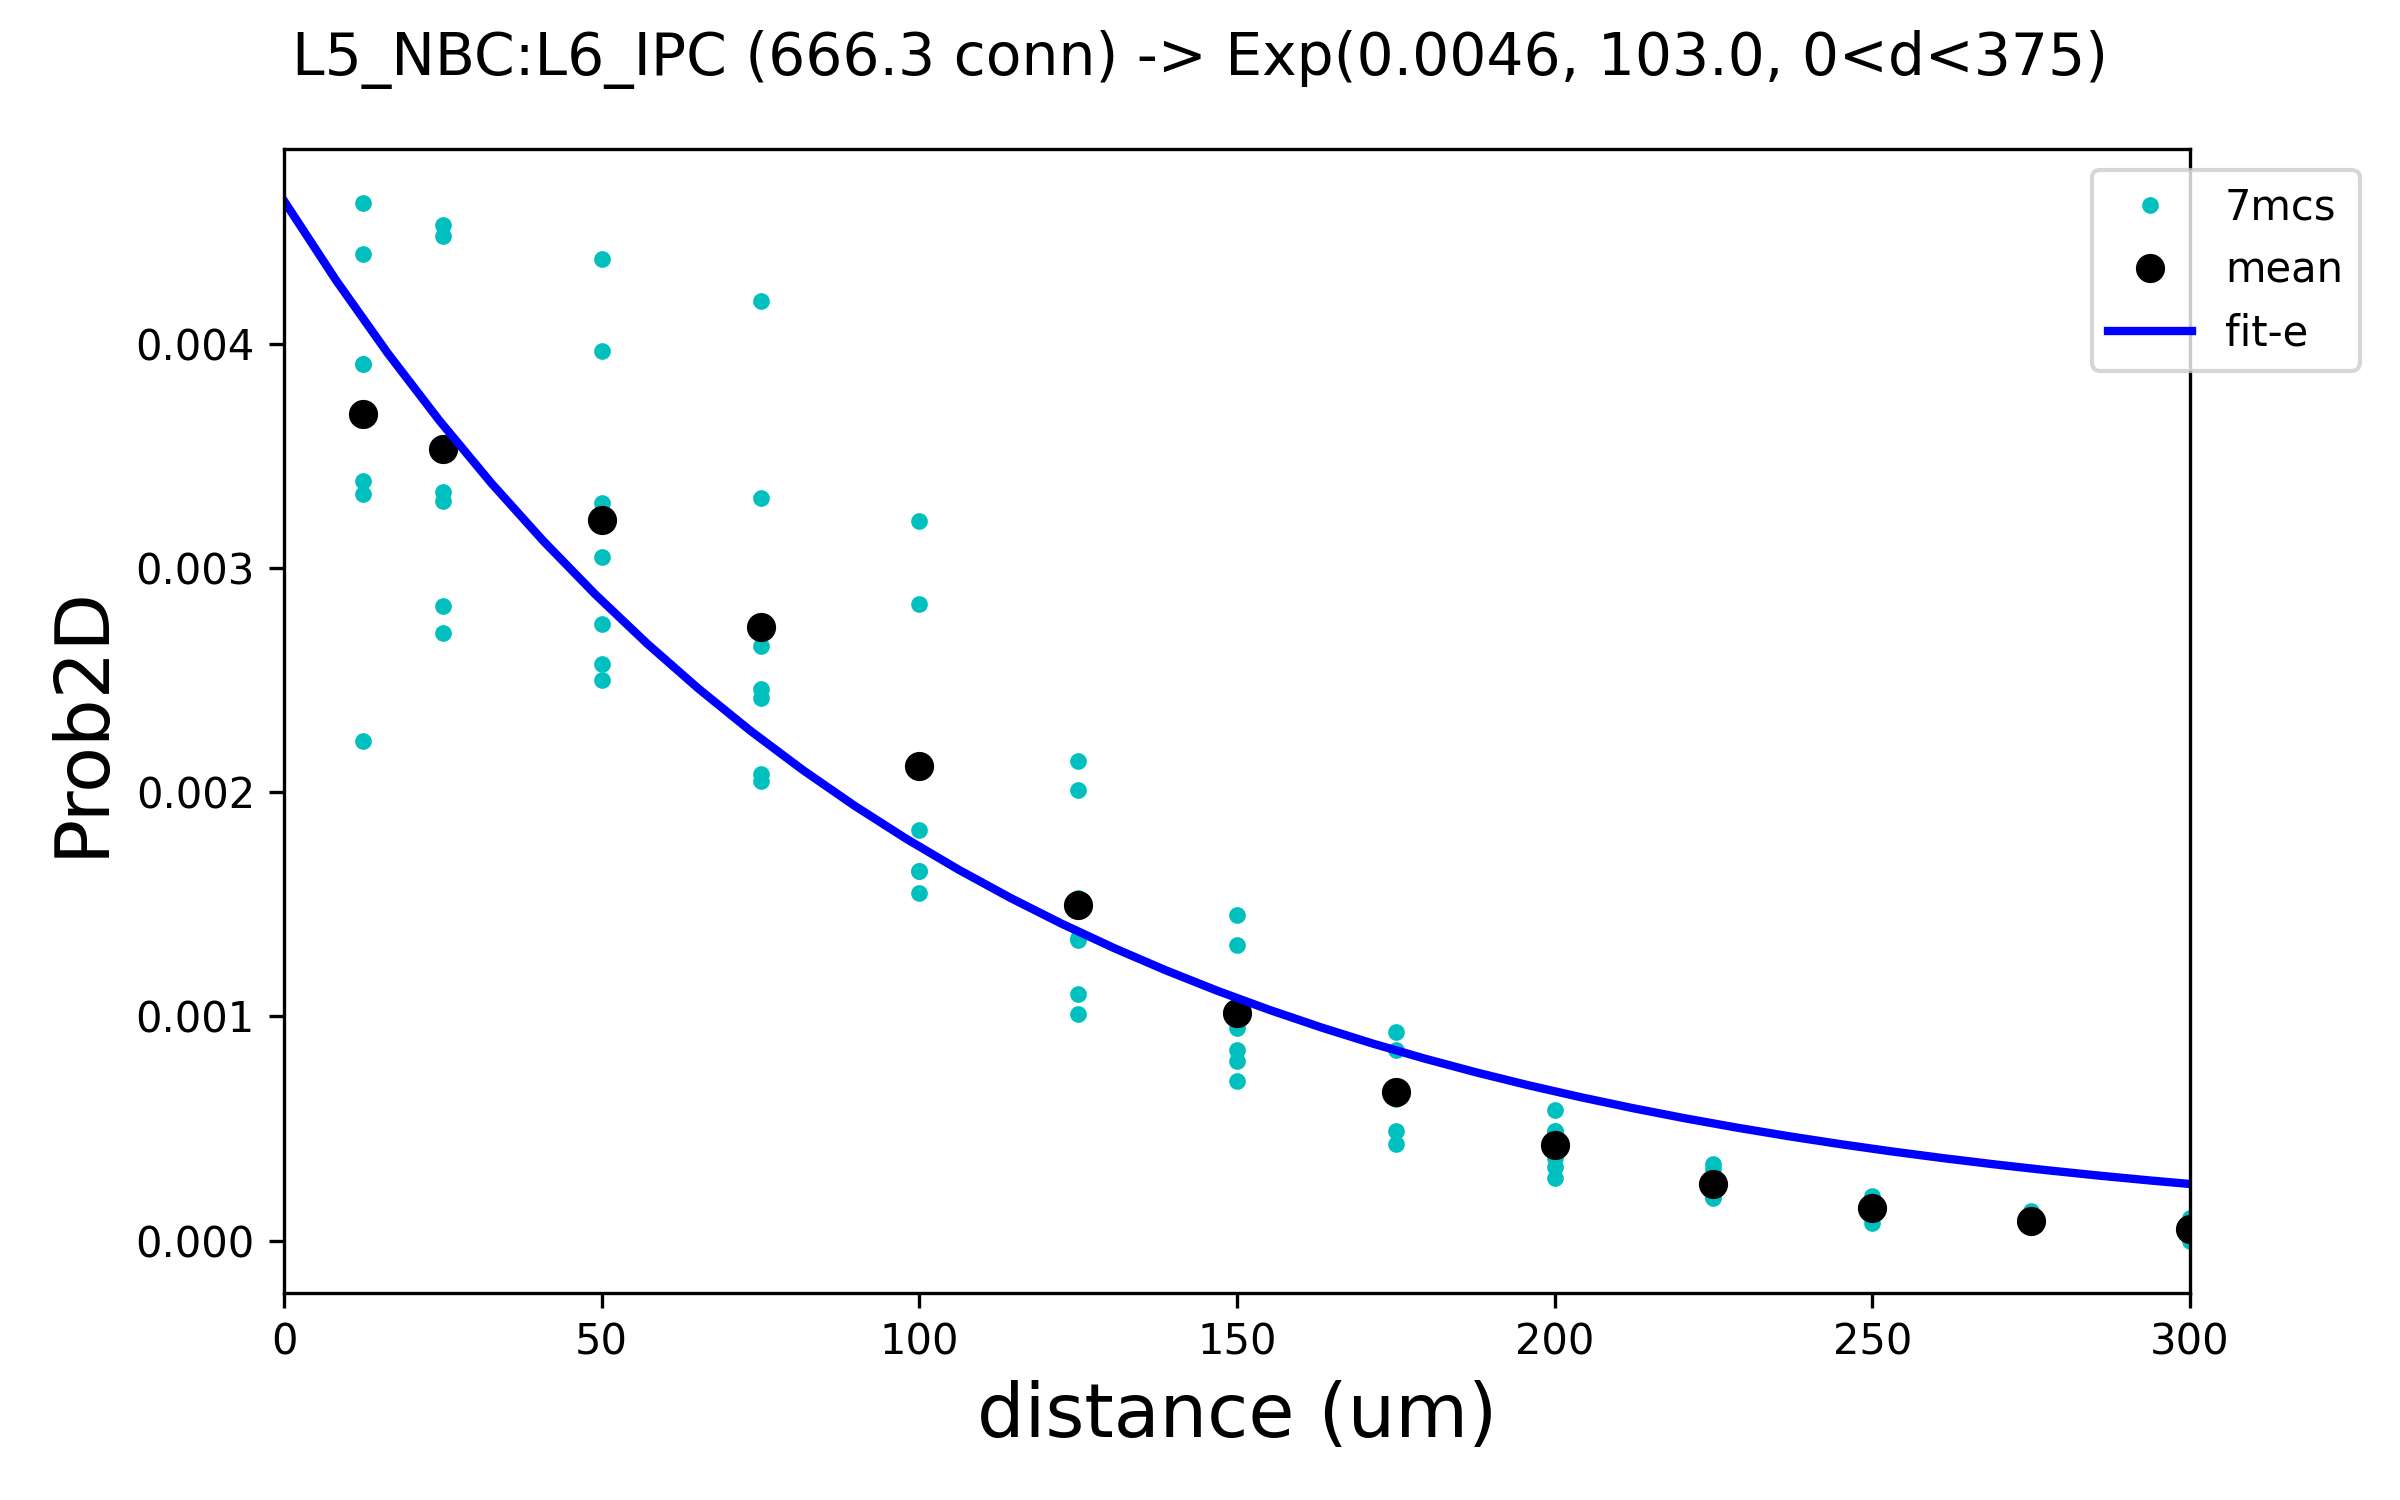 L5_NBC:L6_IPC (666.3 conn) -> Exp(0.0046, 103.0, 0<d<375)
7mcs
mean
fit-e
Prob2D
0.004
0.003
0.002
0.001
0.000
0 50 100 150 200 250 300
distance (um)